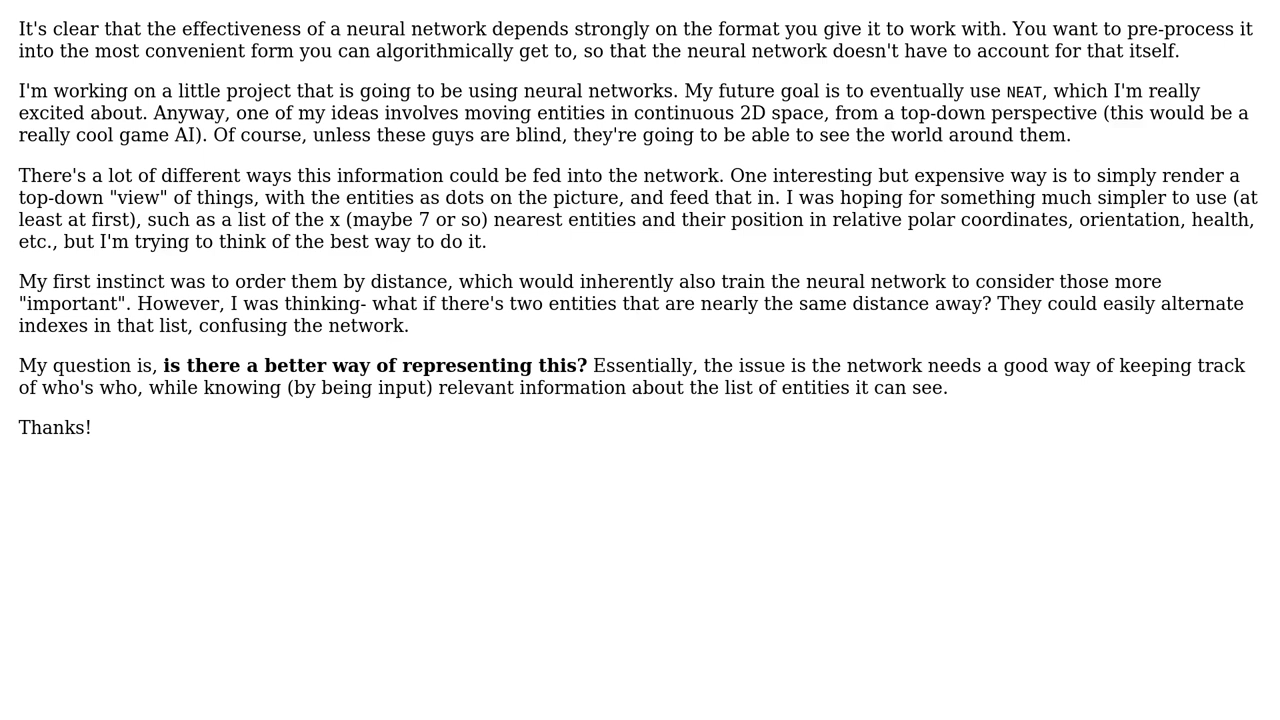 It's clear that the effectiveness of a neural network depends strongly on the format you give it to work with. You want to pre-process it
into the most convenient form you can algorithmically get to, so that the neural network doesn't have to account for that itself.
I'm working on a little project that is going to be using neural networks. My future goal is to eventually use NEAT, which I'm really
excited about. Anyway, one of my ideas involves moving entities in continuous 2D space, from a top-down perspective (this would be a
really cool game AI). Of course, unless these guys are blind, they're going to be able to see the world around them.
There's a lot of different ways this information could be fed into the network. One interesting but expensive way is to simply render a
top-down "view" of things, with the entities as dots on the picture, and feed that in. I was hoping for something much simpler to use (at
least at first), such as a list of the x (maybe 7 or so) nearest entities and their position in relative polar coordinates, orientation, health,
etc., but I'm trying to think of the best way to do it.
My first instinct was to order them by distance, which would inherently also train the neural network to consider those more
"important". However, I was thinking- what if there's two entities that are nearly the same distance away? They could easily alternate
indexes in that list, confusing the network.
My question is, is there a better way of representing this? Essentially, the issue is the network needs a good way of keeping track
of who's who, while knowing (by being input) relevant information about the list of entities it can see.
Thanks!